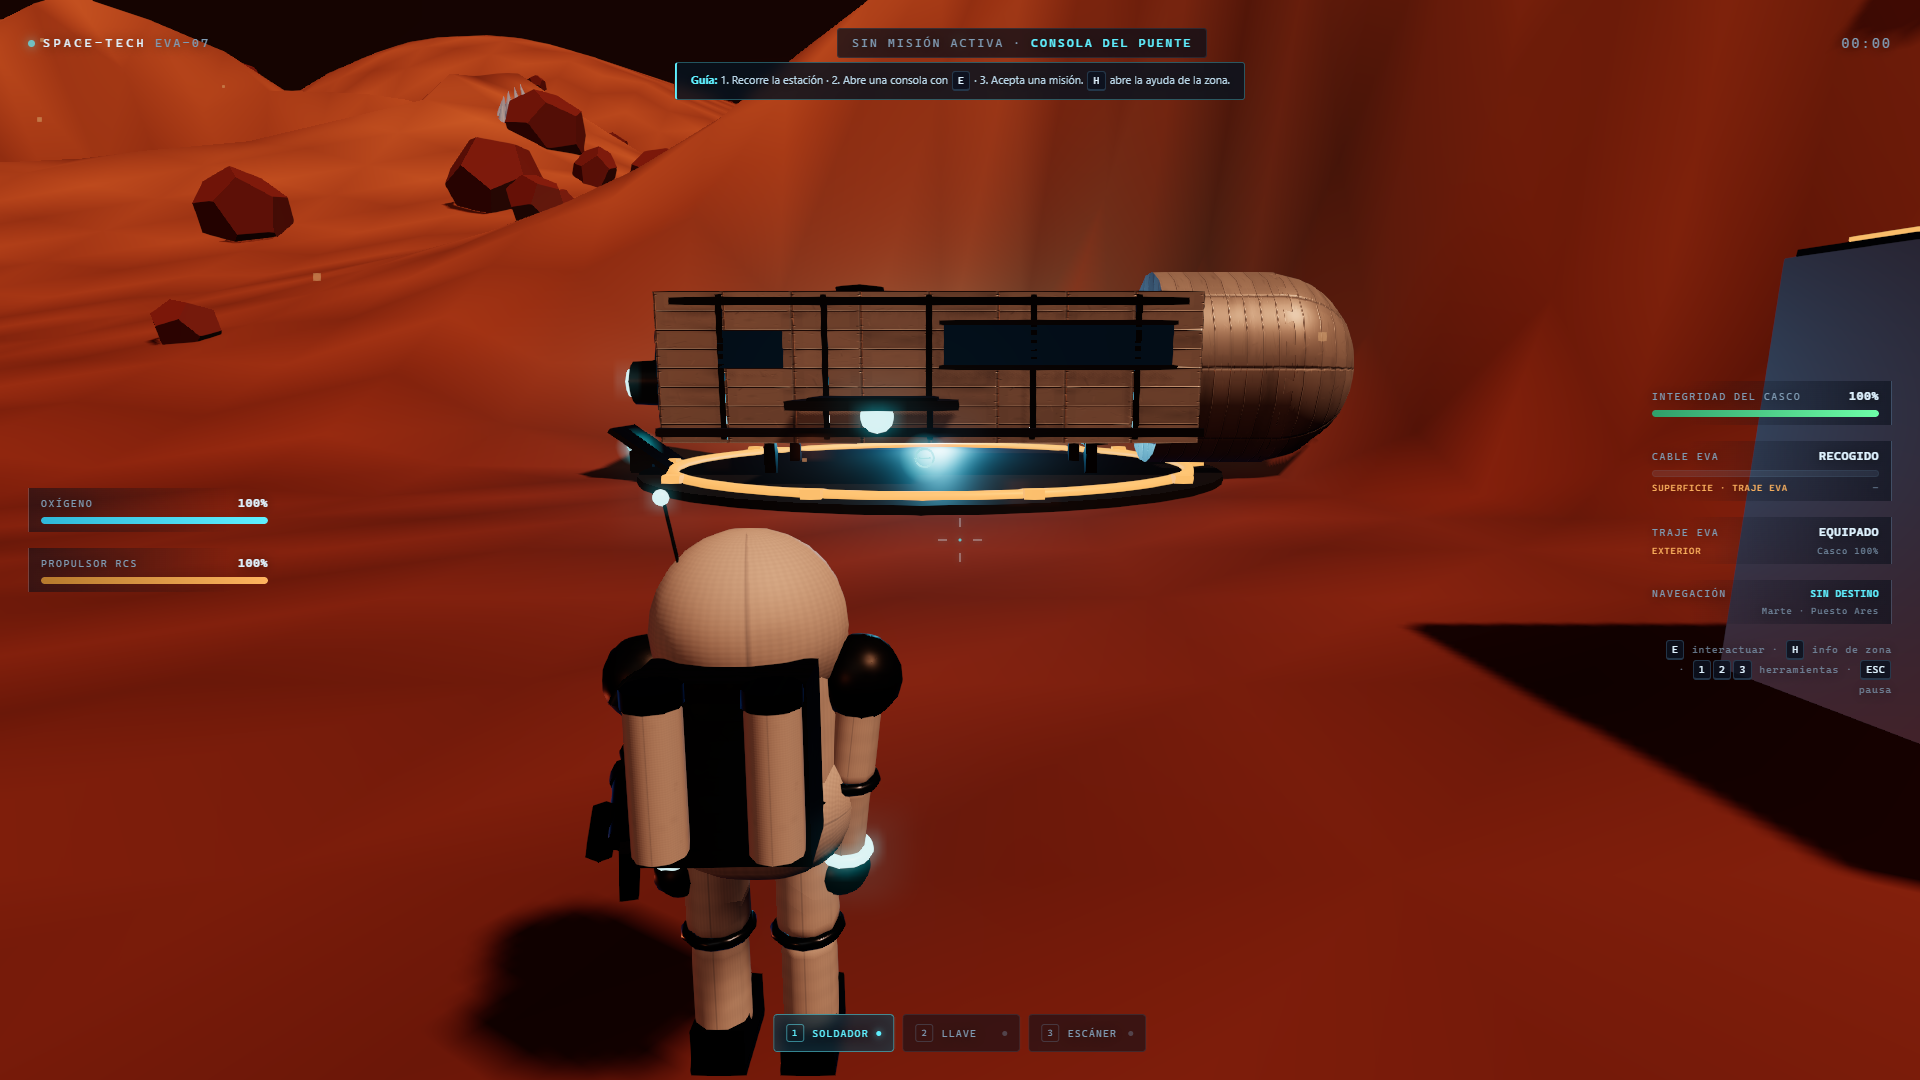 SPACE-TECH EVA-07
SIN MISIÓN ACTIVA · CONSOLA DEL PUENTE
00:00
Guía: 1. Recorre la estación · 2. Abre una consola con E · 3. Acepta una misión. H abre la ayuda de la zona.
OXÍGENO 100%
PROPULSOR RCS 100%
INTEGRIDAD DEL CASCO 100%
CABLE EVA RECOGIDO
SUPERFICIE · TRAJE EVA —
TRAJE EVA EQUIPADO
EXTERIOR Casco 100%
NAVEGACIÓN SIN DESTINO
Marte · Puesto Ares
E interactuar · H info de zona
· 1 2 3 herramientas · ESC
pausa
1 SOLDADOR
2 LLAVE
3 ESCÁNER